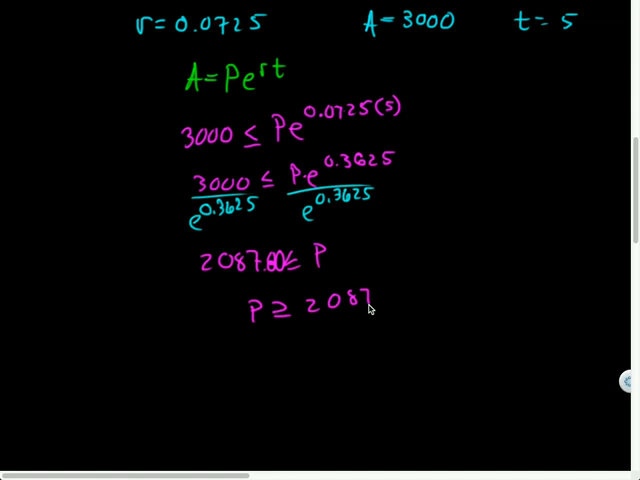 r = 0.0725 A = 3000 t = 5
A = Pe^rt
3000 ≤ Pe^0.0725(5)
3000 ≤ P·e^0.3625
e^0.3625 e^0.3625
2087. ≤ P
P ≥ 2087